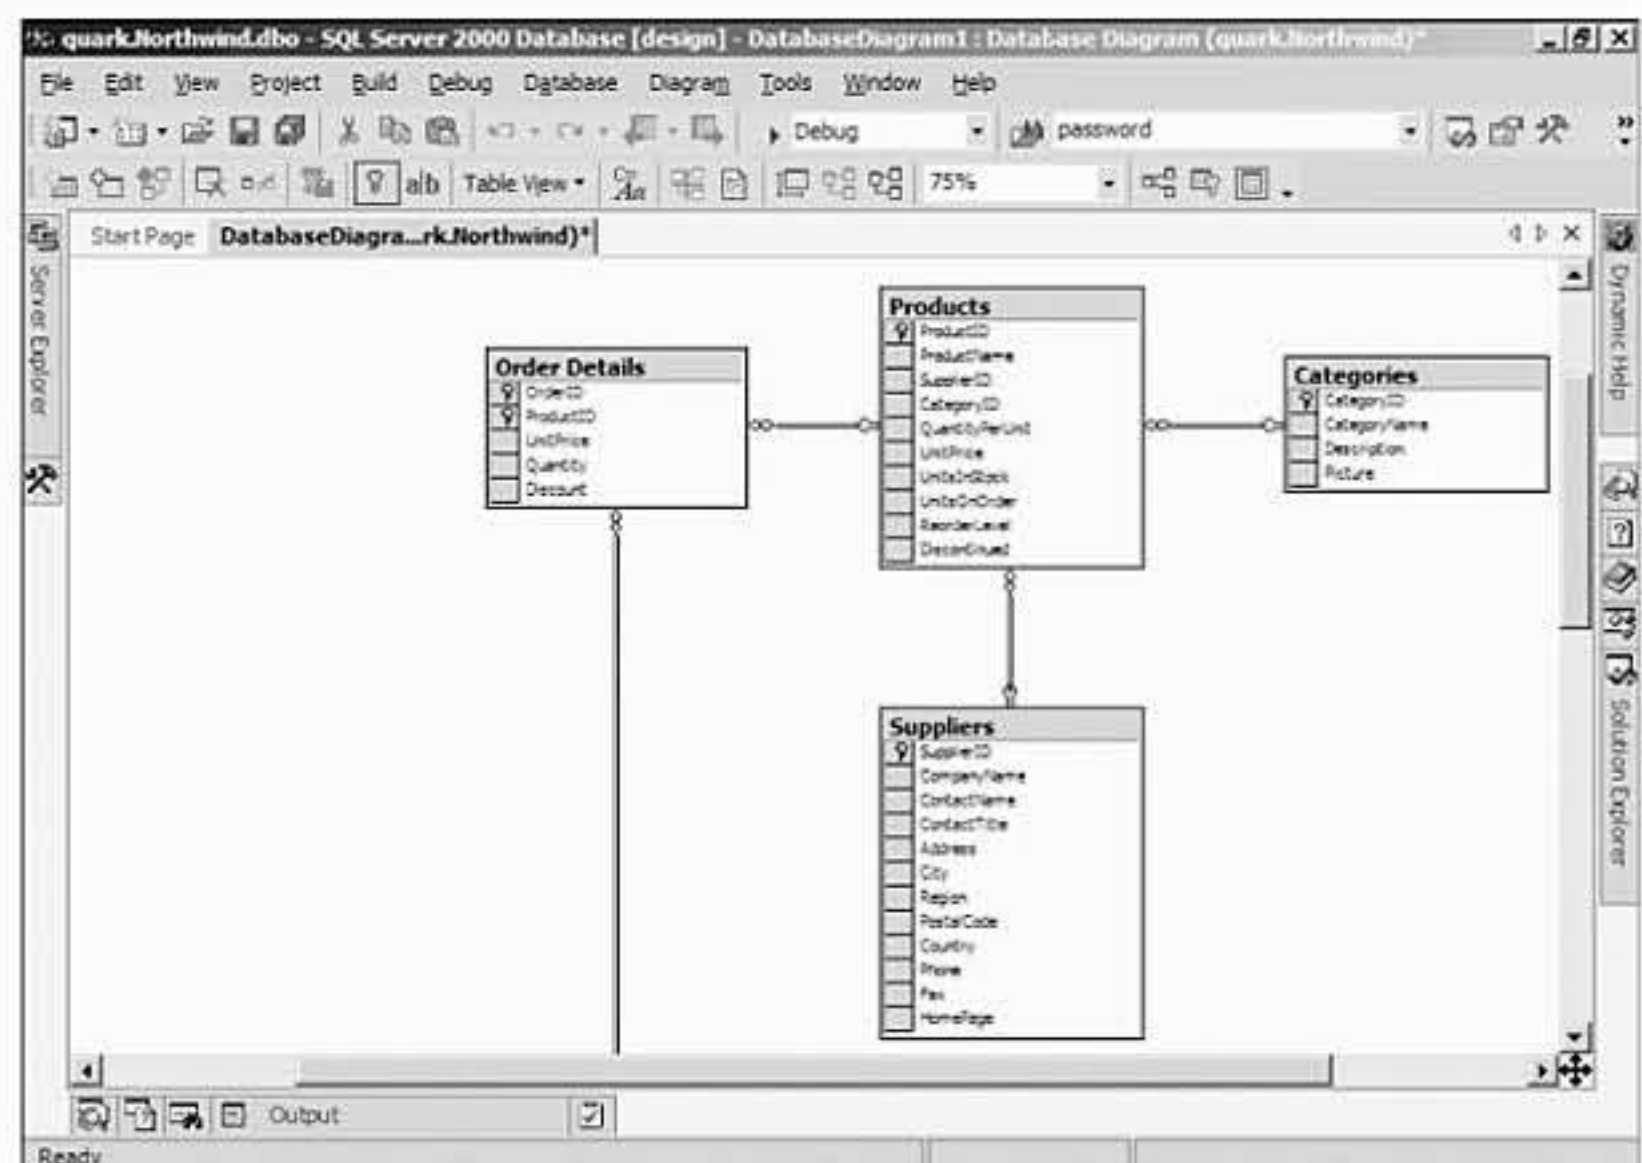 quark.Northwind.dbo - SQL Server 2000 Database [design] - DatabaseDiagram1 : Database Diagram (quark.Northwind)*
File Edit View Project Build Debug Database Diagram Tools Window Help
Debug password
a|b Table View Aa 75%
Start Page DatabaseDiagra...rk.Northwind)*
Server Explorer
Order Details
OrderID
ProductID
UnitPrice
Quantity
Discount
Products
ProductID
ProductName
SupplierID
CategoryID
QuantityPerUnit
UnitPrice
UnitsInStock
UnitsOnOrder
ReorderLevel
Discontinued
Categories
CategoryID
CategoryName
Description
Picture
Suppliers
SupplierID
CompanyName
ContactName
ContactTitle
Address
City
Region
PostalCode
Country
Phone
Fax
HomePage
Dynamic Help
Solution Explorer
Output
Ready